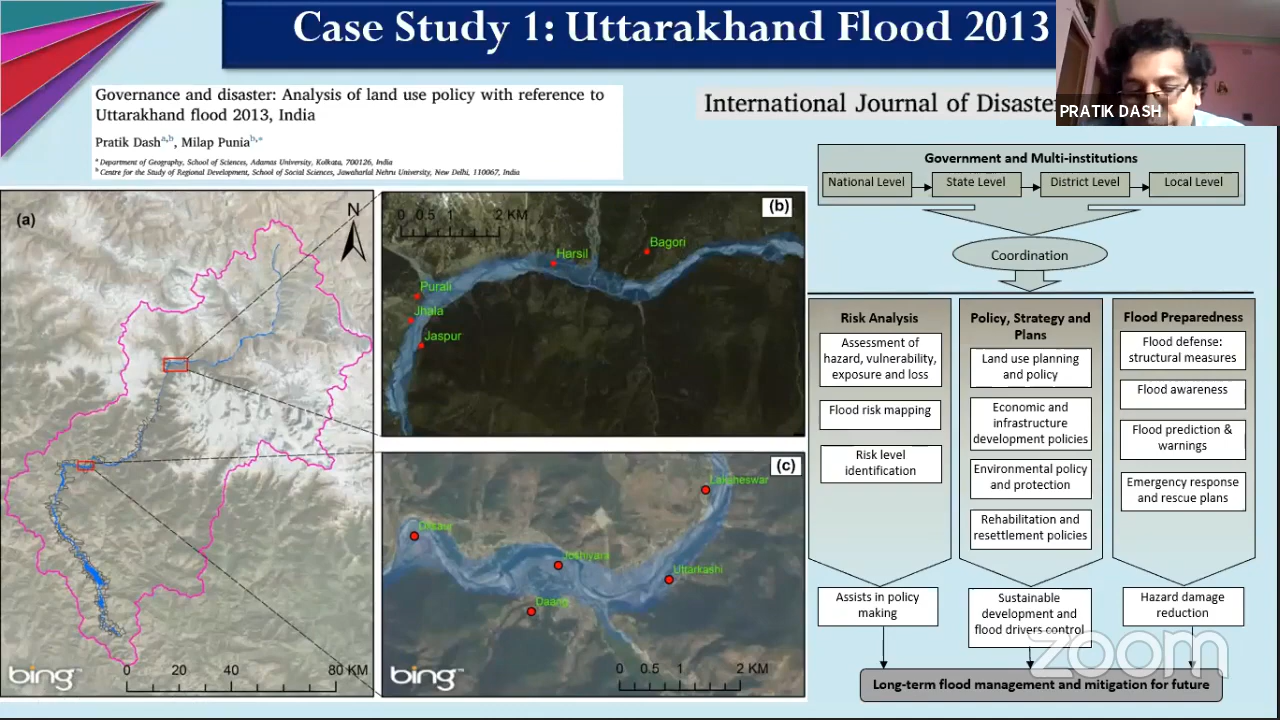 Case Study 1: Uttarakhand Flood 2013
Governance and disaster: Analysis of land use policy with reference to
Uttarakhand flood 2013, India
Pratik Dash a,b, Milap Punia b,*
a Department of Geography, School of Sciences, Adamas University, Kolkata, 700126, India
b Centre for the Study of Regional Development, School of Social Sciences, Jawaharlal Nehru University, New Delhi, 110067, India
International Journal of Disaster
PRATIK DASH
(a)
N
0 20 40 80 KM
bing
(b)
0 0.5 1 2 KM
Harsil
Bagori
Purali
Jhala
Jaspur
(c)
Joshiyara
Uttarkashi
0 0.5 1 2 KM
bing
Government and Multi-institutions
National Level
State Level
District Level
Local Level
Coordination
Risk Analysis
Assessment of
hazard, vulnerability,
exposure and loss
Flood risk mapping
Risk level
identification
Assists in policy
making
Policy, Strategy and
Plans
Land use planning
and policy
Economic and
infrastructure
development policies
Environmental policy
and protection
Rehabilitation and
resettlement policies
Sustainable
development and
flood drivers control
Flood Preparedness
Flood defense:
structural measures
Flood awareness
Flood prediction &
warnings
Emergency response
and rescue plans
Hazard damage
reduction
Long-term flood management and mitigation for future
zoom